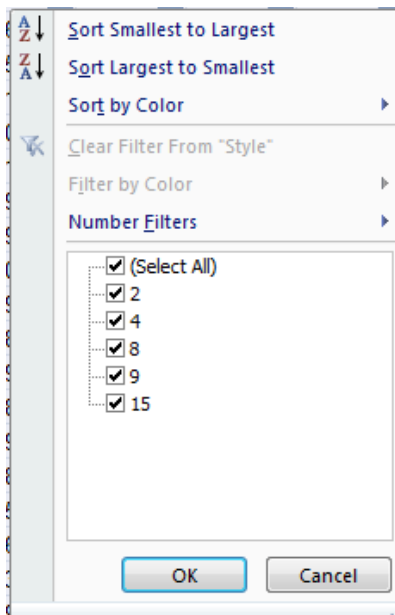 Sort Smallest to Largest
Sort Largest to Smallest
Sort by Color
Clear Filter From "Style"
Filter by Color
Number Filters
(Select All)
2
4
8
9
15
OK
Cancel